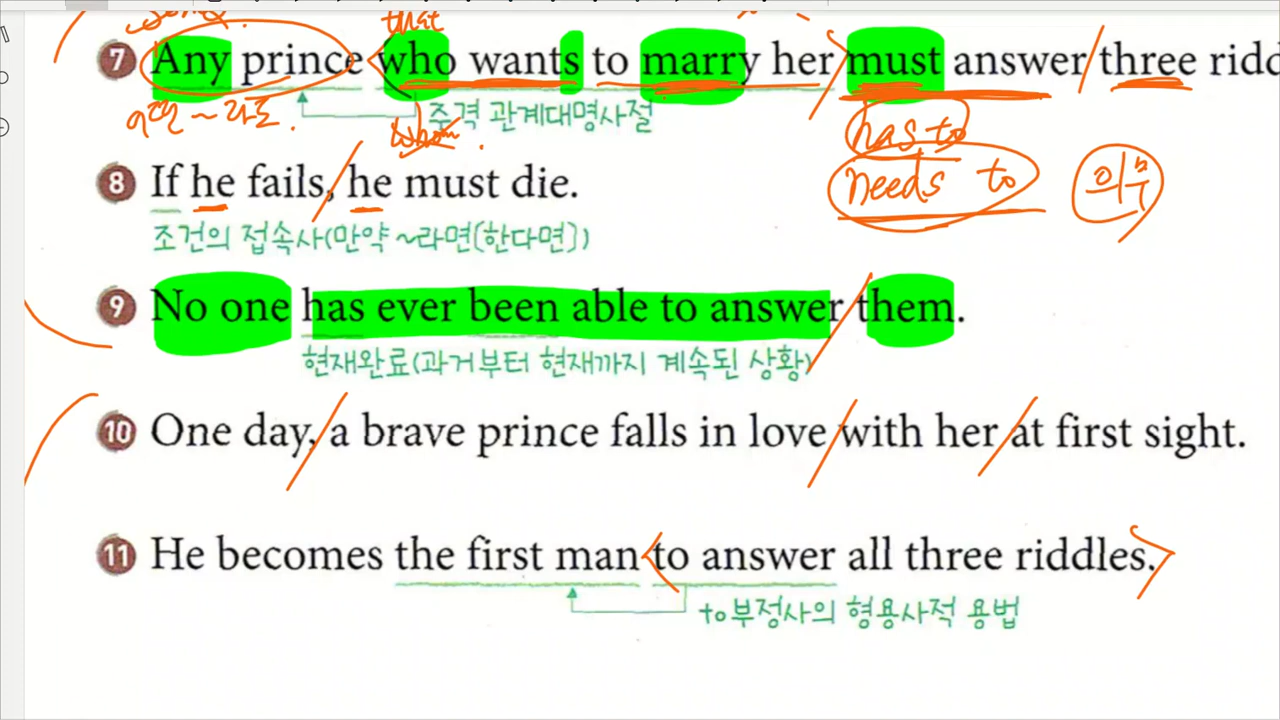 that
7 Any prince who wants to marry her must answer three ridd
어떤 ~라도. whom. 주격 관계대명사절 has to
8 If he fails, he must die. needs to 의무
조건의 접속사(만약 ~라면[한다면])
9 No one has ever been able to answer them.
현재완료(과거부터 현재까지 계속된 상황)
10 One day, a brave prince falls in love with her at first sight.
11 He becomes the first man to answer all three riddles.
to부정사의 형용사적 용법